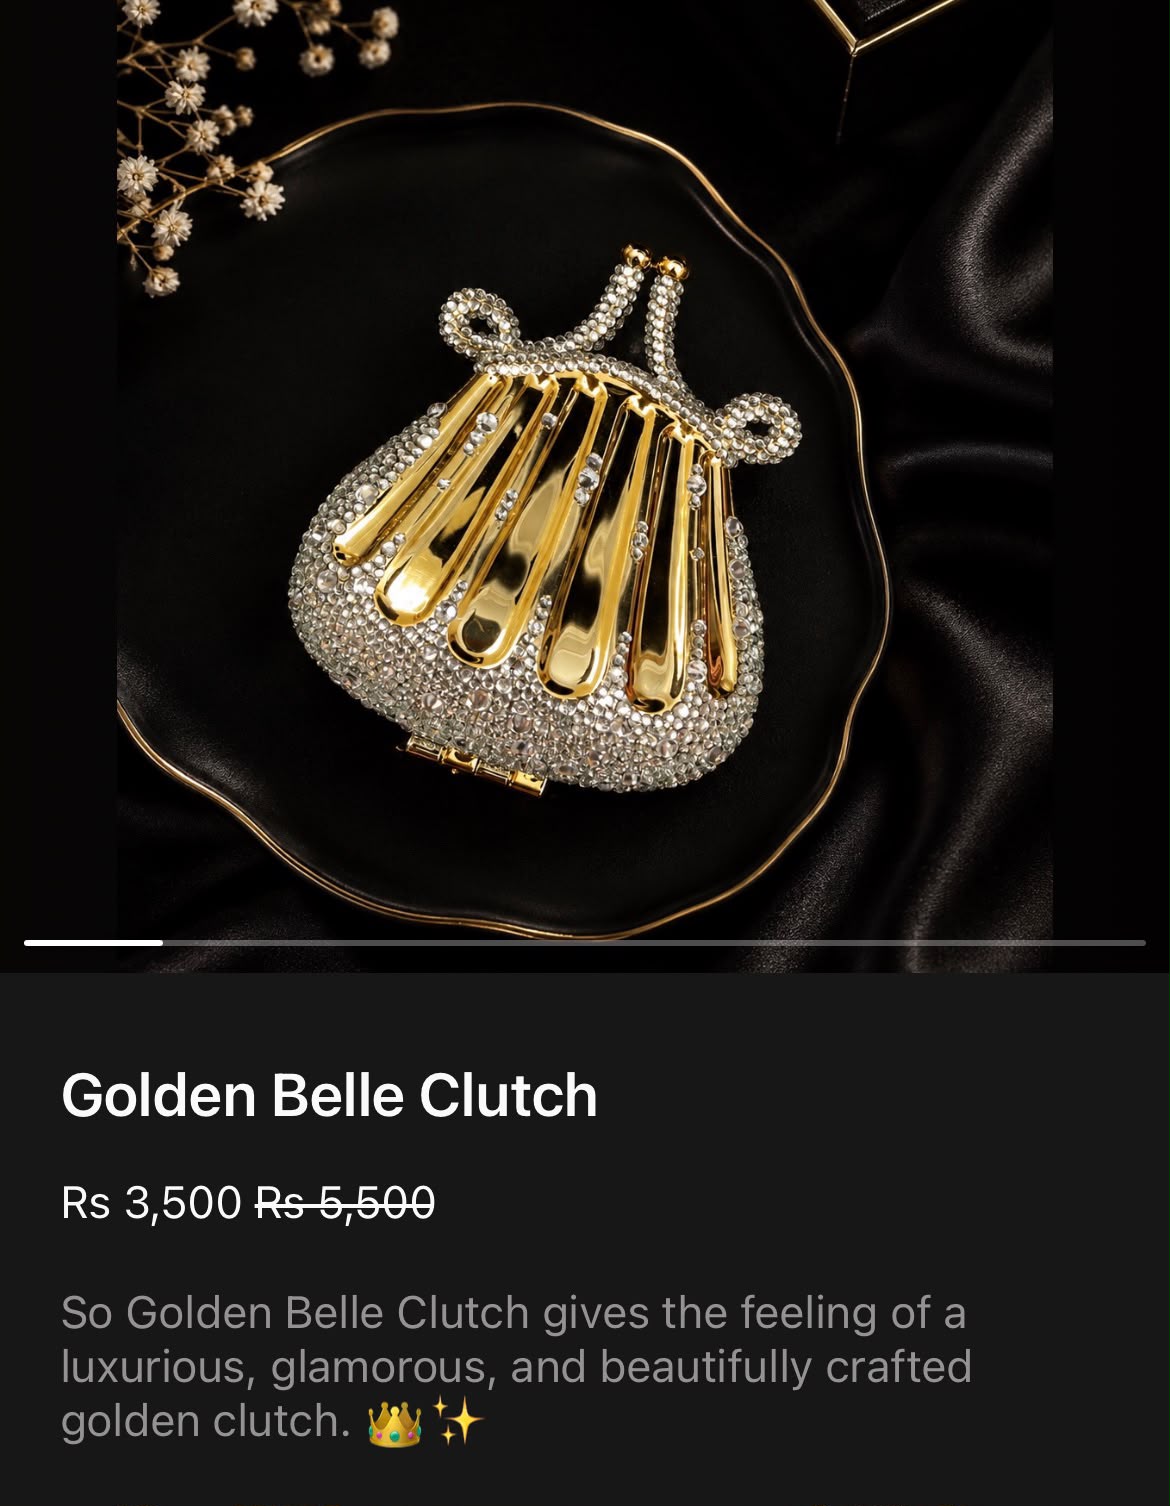 Golden Belle Clutch
Rs 3,500 Rs 5,500
So Golden Belle Clutch gives the feeling of a
luxurious, glamorous, and beautifully crafted
golden clutch. 👑✨